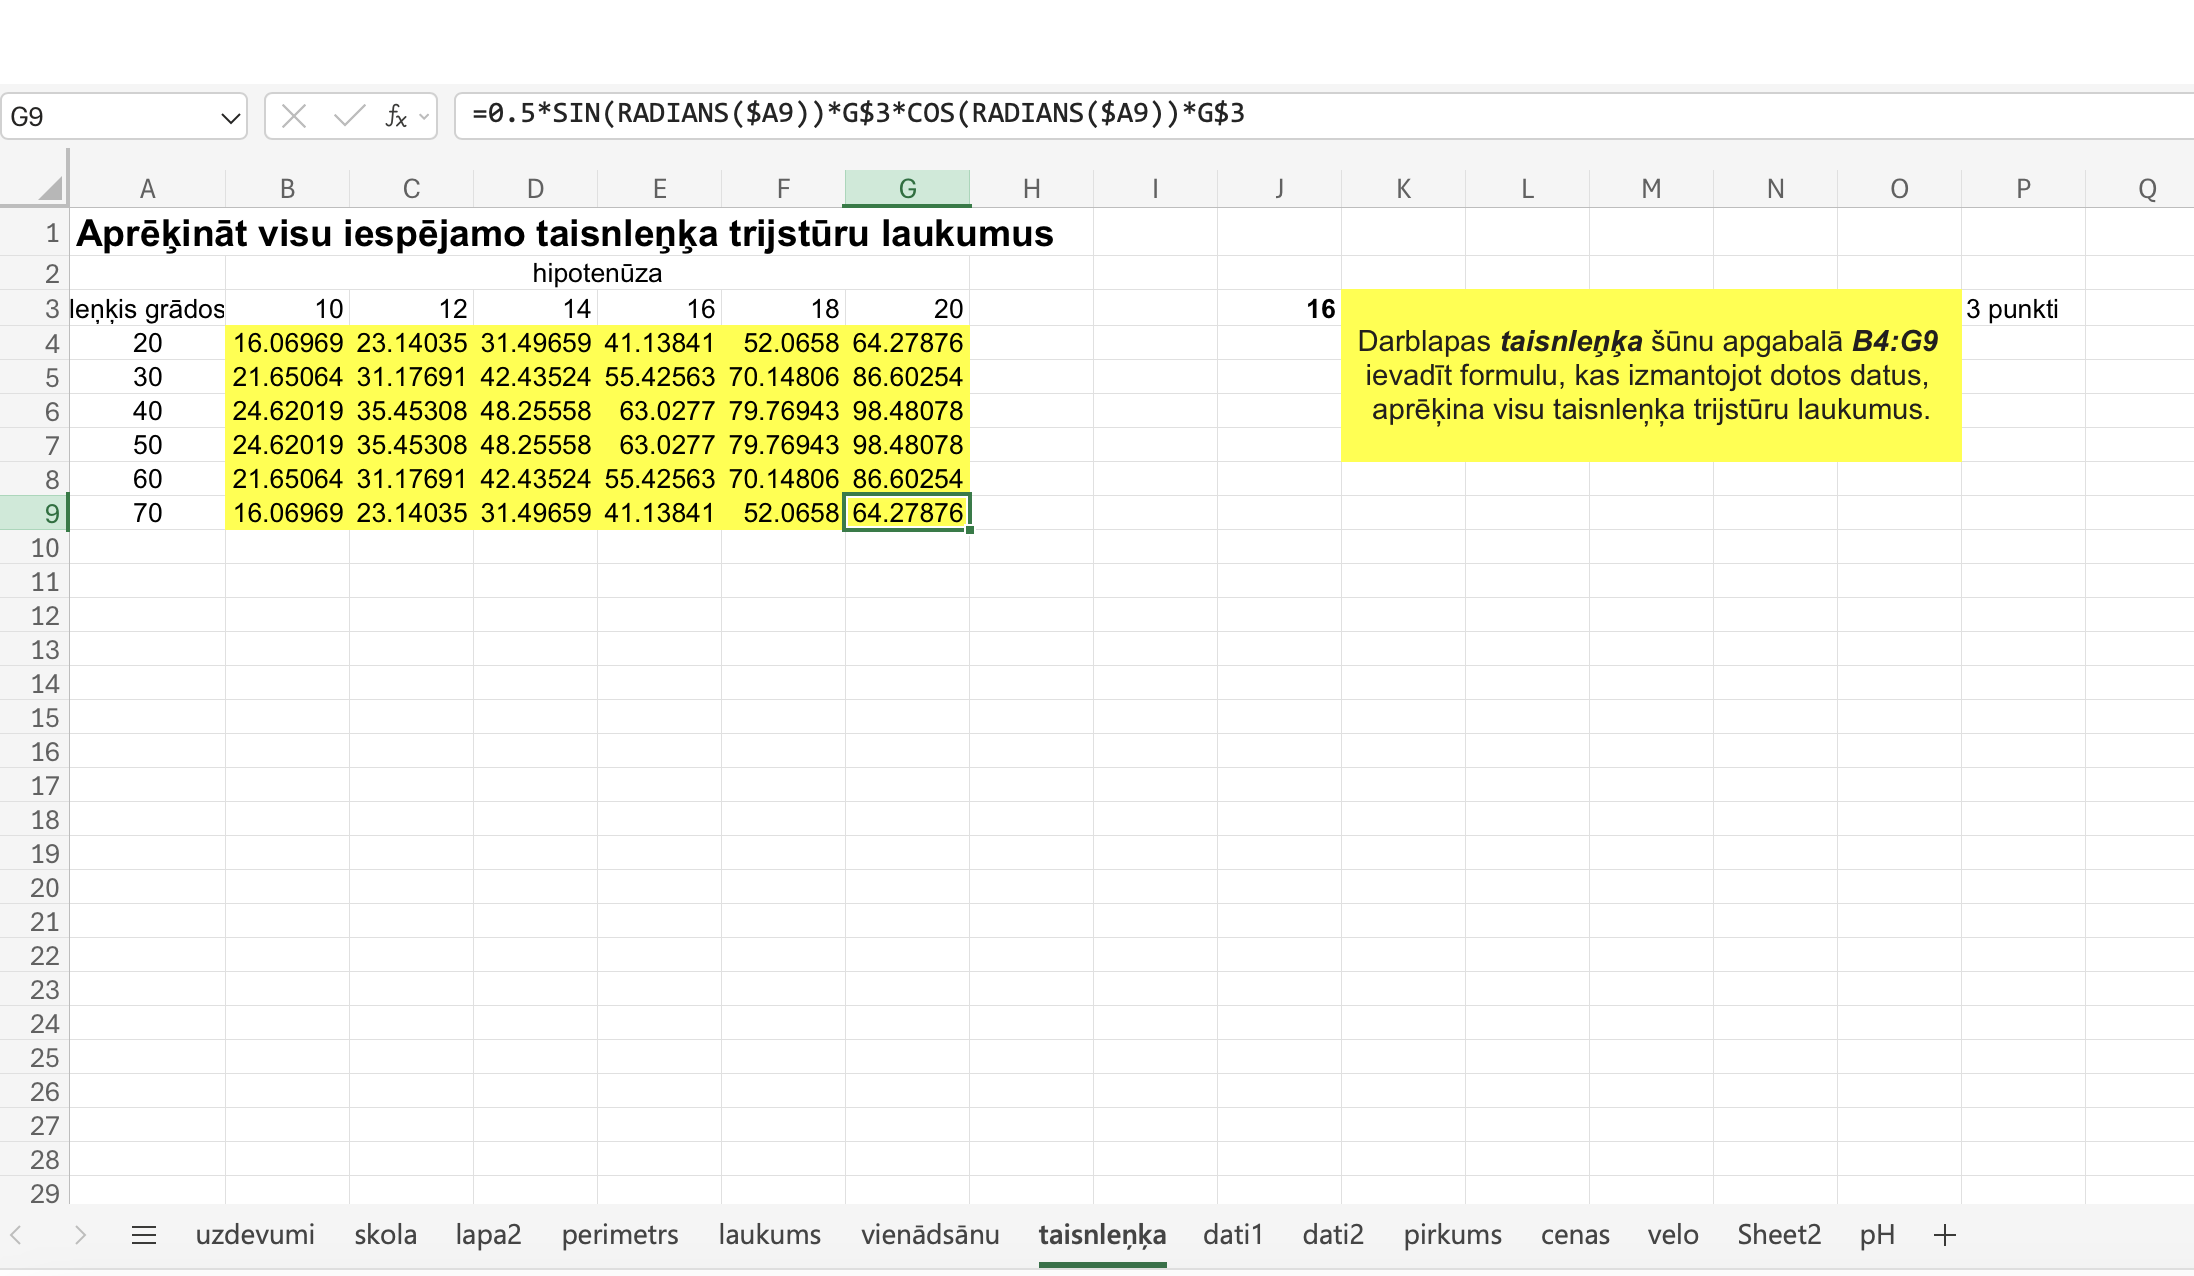 G9 fx =0.5*SIN(RADIANS($A9))*G$3*COS(RADIANS($A9))*G$3
A B C D E F G H I J K L M N O P Q
1 Aprēķināt visu iespējamo taisnleņķa trijstūru laukumus
2 hipotenūza
3 leņķis grādos 10 12 14 16 18 20 16 3 punkti
4 20 16.06969 23.14035 31.49659 41.13841 52.0658 64.27876
5 30 21.65064 31.17691 42.43524 55.42563 70.14806 86.60254
6 40 24.62019 35.45308 48.25558 63.0277 79.76943 98.48078
7 50 24.62019 35.45308 48.25558 63.0277 79.76943 98.48078
8 60 21.65064 31.17691 42.43524 55.42563 70.14806 86.60254
9 70 16.06969 23.14035 31.49659 41.13841 52.0658 64.27876
Darblapas taisnleņķa šūnu apgabalā B4:G9
ievadīt formulu, kas izmantojot dotos datus,
aprēķina visu taisnleņķa trijstūru laukumus.
10
11
12
13
14
15
16
17
18
19
20
21
22
23
24
25
26
27
28
29
uzdevumi skola lapa2 perimetrs laukums vienādsānu taisnleņķa dati1 dati2 pirkums cenas velo Sheet2 pH +